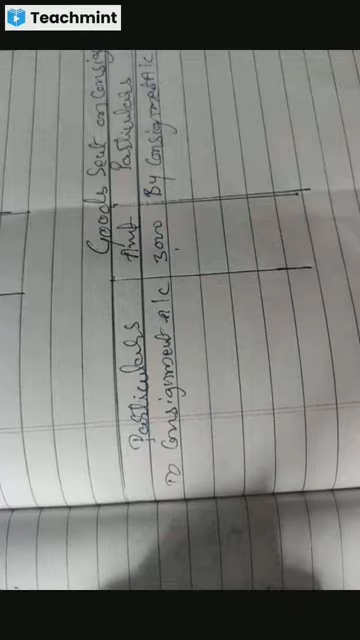 Teachmint
Goods Sent on Consig
Particulars Amt. Particulars
To Consignment A/c 3000 By Consignment A/c